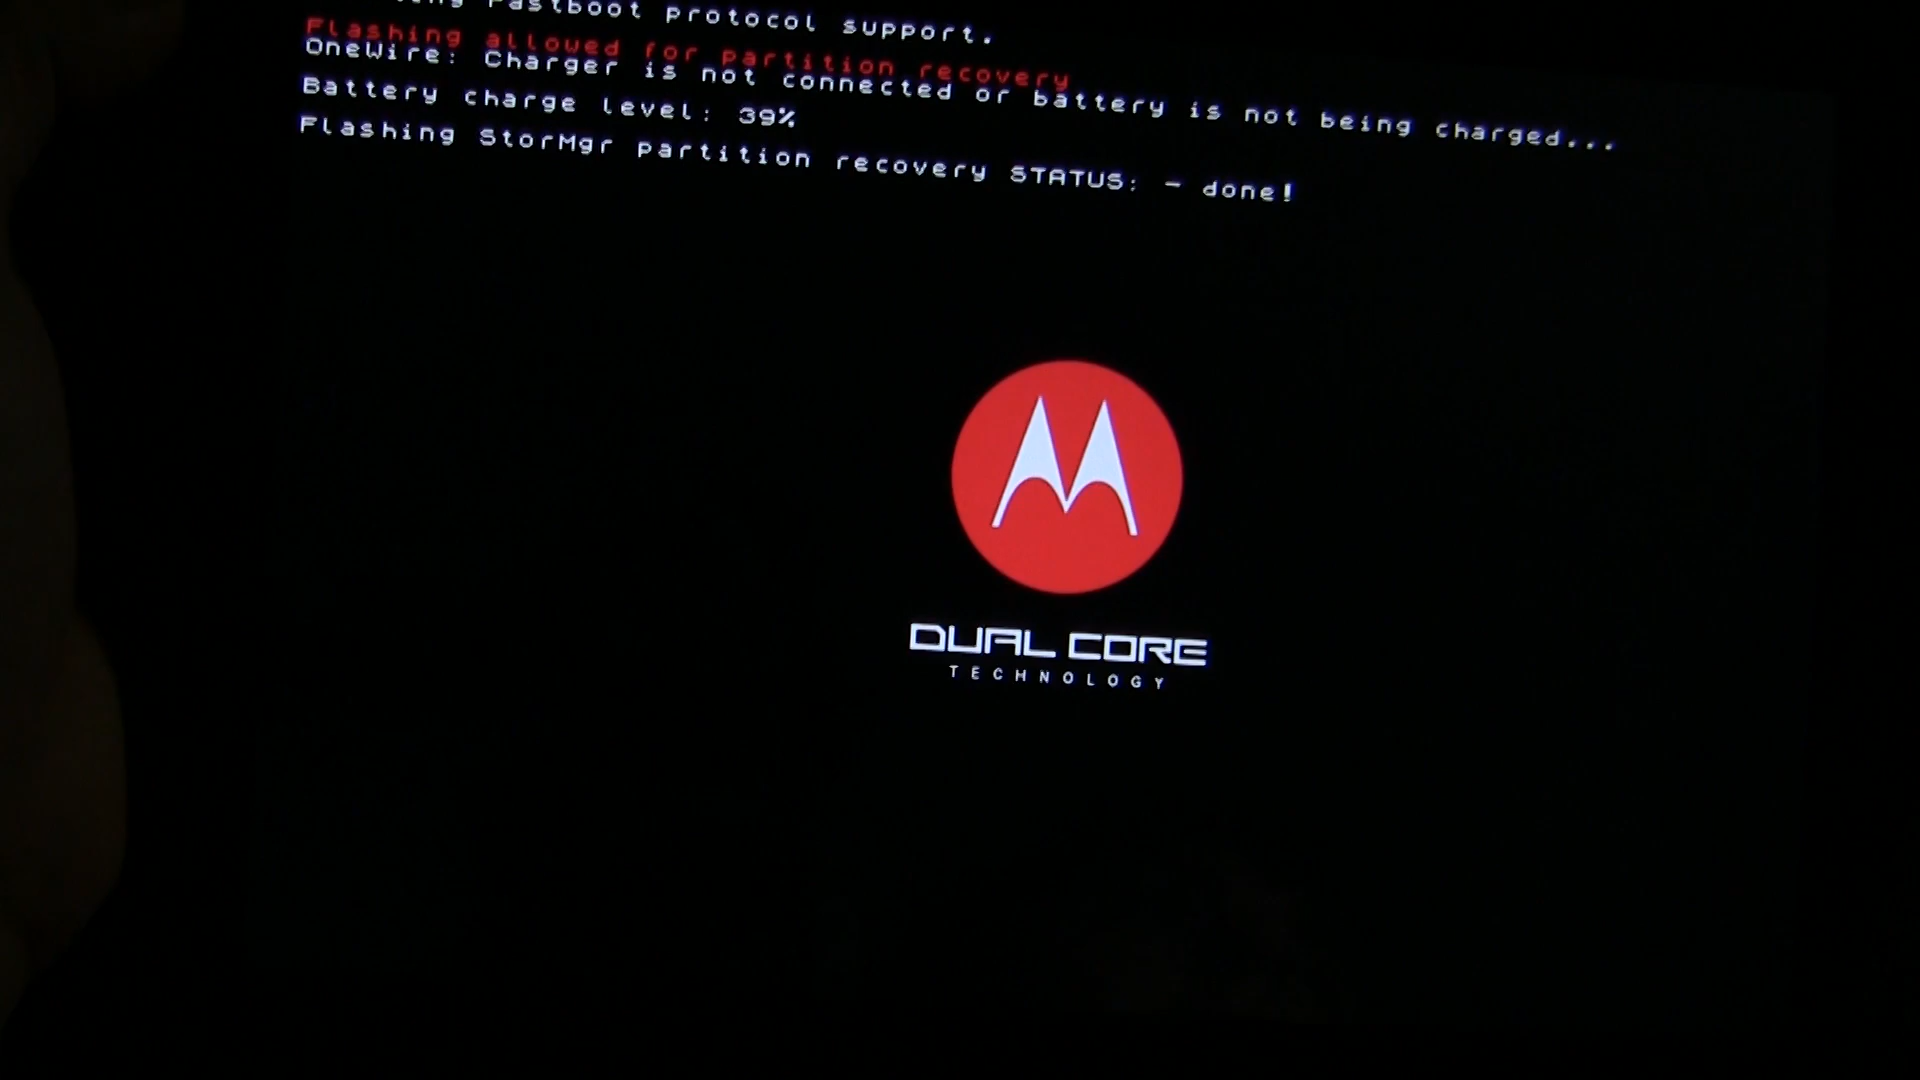 Fastboot protocol support.
Flashing allowed for partition recovery
OneWire: Charger is not connected or battery is not being charged...
Battery charge level: 39%
Flashing StorMgr partition recovery STATUS: - done!
DUAL CORE
TECHNOLOGY